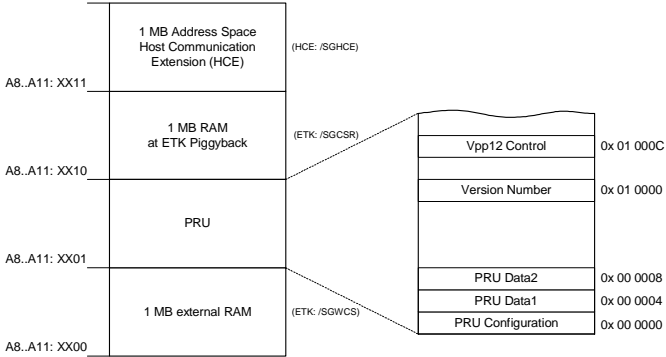 1 MB Address Space
Host Communication
Extension (HCE)
(HCE: /SGHCE)
A8..A11: XX11
1 MB RAM
at ETK Piggyback
(ETK: /SGCSR)
A8..A11: XX10
PRU
A8..A11: XX01
1 MB external RAM
(ETK: /SGWCS)
A8..A11: XX00
Vpp12 Control
0x 01 000C
Version Number
0x 01 0000
PRU Data2
0x 00 0008
PRU Data1
0x 00 0004
PRU Configuration
0x 00 0000